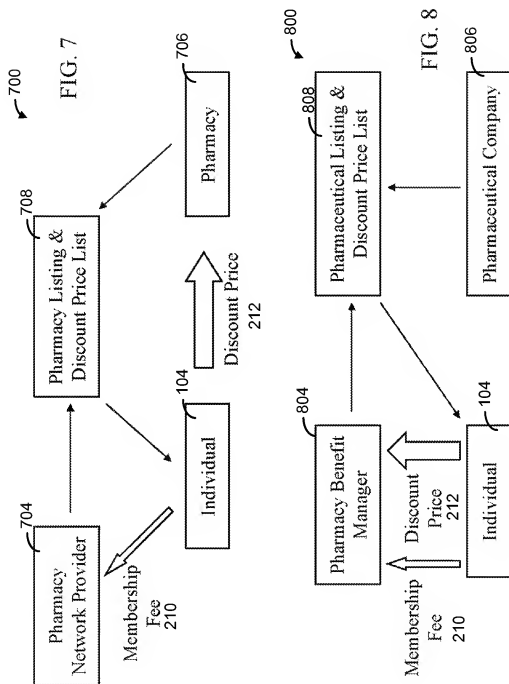 700
FIG. 7
704
Pharmacy
Network Provider
708
Pharmacy Listing &
Discount Price List
706
Pharmacy
Membership
Fee
210
104
Individual
Discount Price
212
800
FIG. 8
804
Pharmacy Benefit
Manager
808
Pharmaceutical Listing &
Discount Price List
Membership
Fee
210
Discount
Price
212
104
Individual
806
Pharmaceutical Company